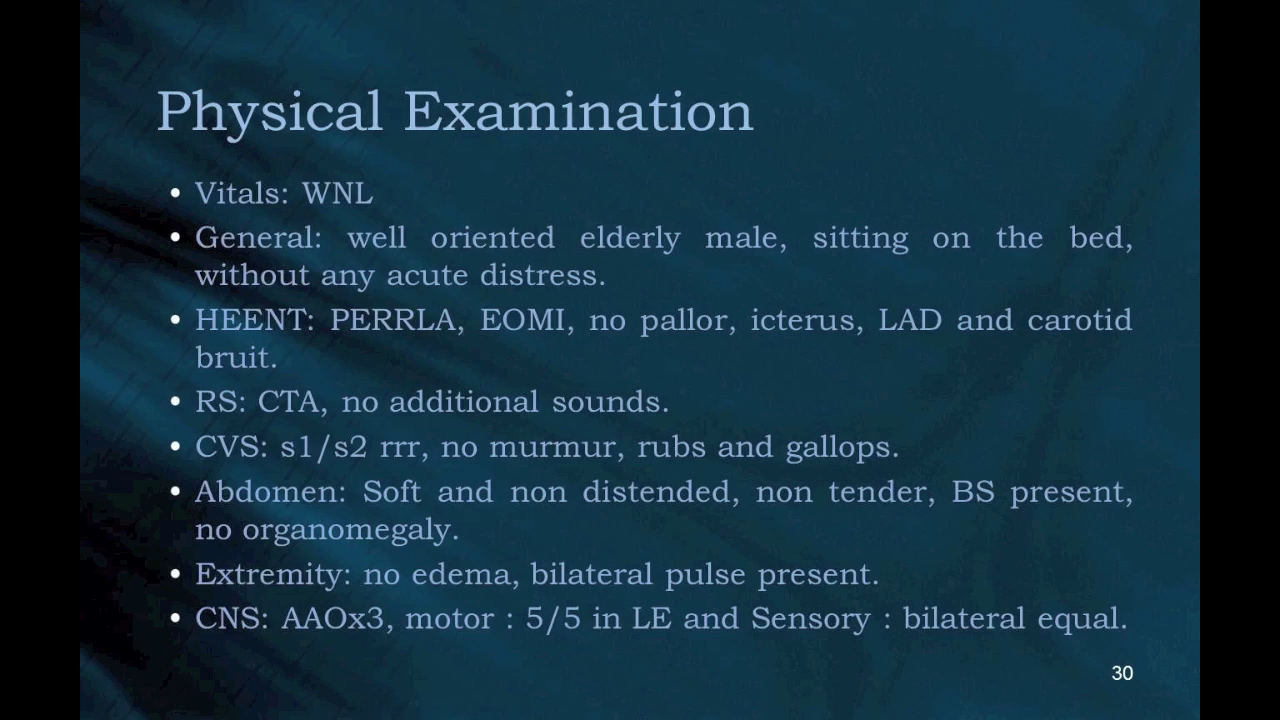 Physical Examination
• Vitals: WNL
• General: well oriented elderly male, sitting on the bed,
without any acute distress.
• HEENT: PERRLA, EOMI, no pallor, icterus, LAD and carotid
bruit.
• RS: CTA, no additional sounds.
• CVS: s1/s2 rrr, no murmur, rubs and gallops.
• Abdomen: Soft and non distended, non tender, BS present,
no organomegaly.
• Extremity: no edema, bilateral pulse present.
• CNS: AAOx3, motor : 5/5 in LE and Sensory : bilateral equal.
30